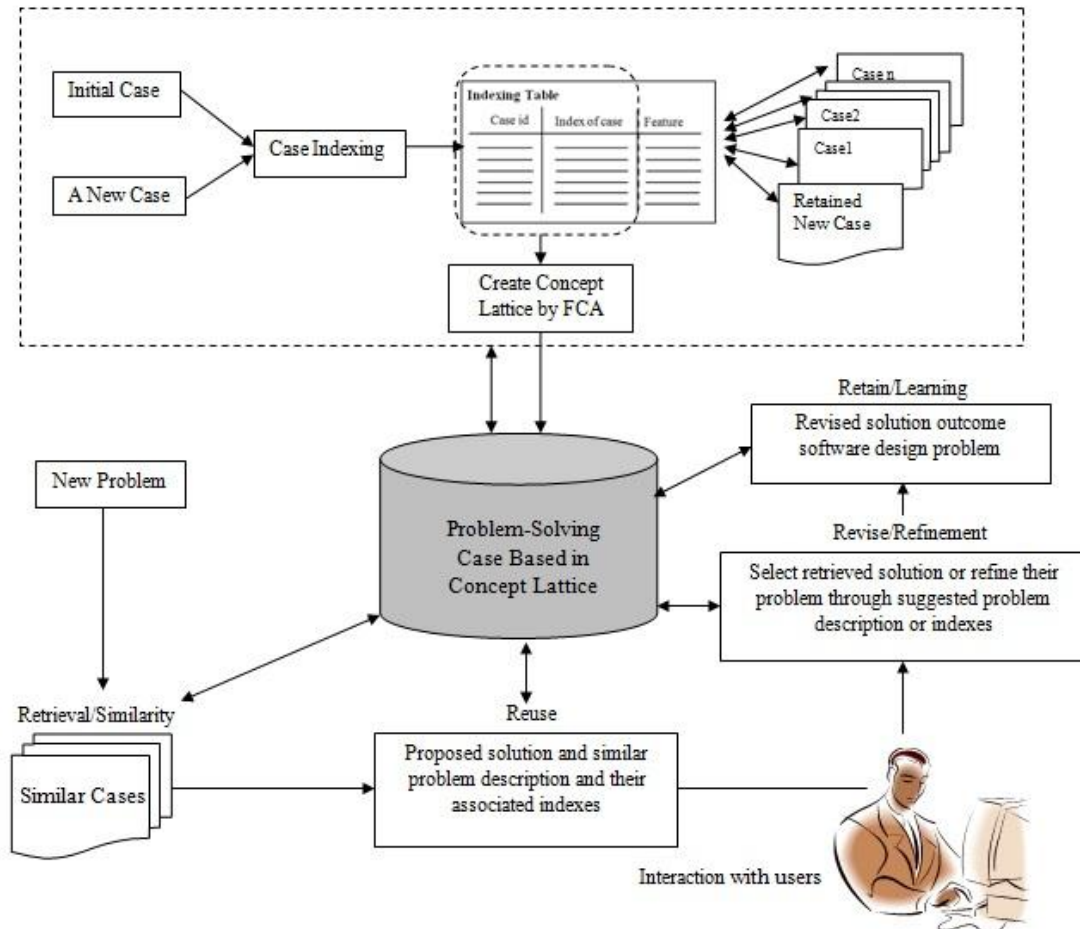 Initial Case
A New Case
Case Indexing
Indexing Table
Case id
Index of case
Feature
Case n
Case2
Case1
Retained
New Case
Create Concept
Lattice by FCA
Retain/Learning
Revised solution outcome
software design problem
New Problem
Problem-Solving
Case Based in
Concept Lattice
Revise/Refinement
Select retrieved solution or refine their
problem through suggested problem
description or indexes
Retrieval/Similarity
Similar Cases
Reuse
Proposed solution and similar
problem description and their
associated indexes
Interaction with users